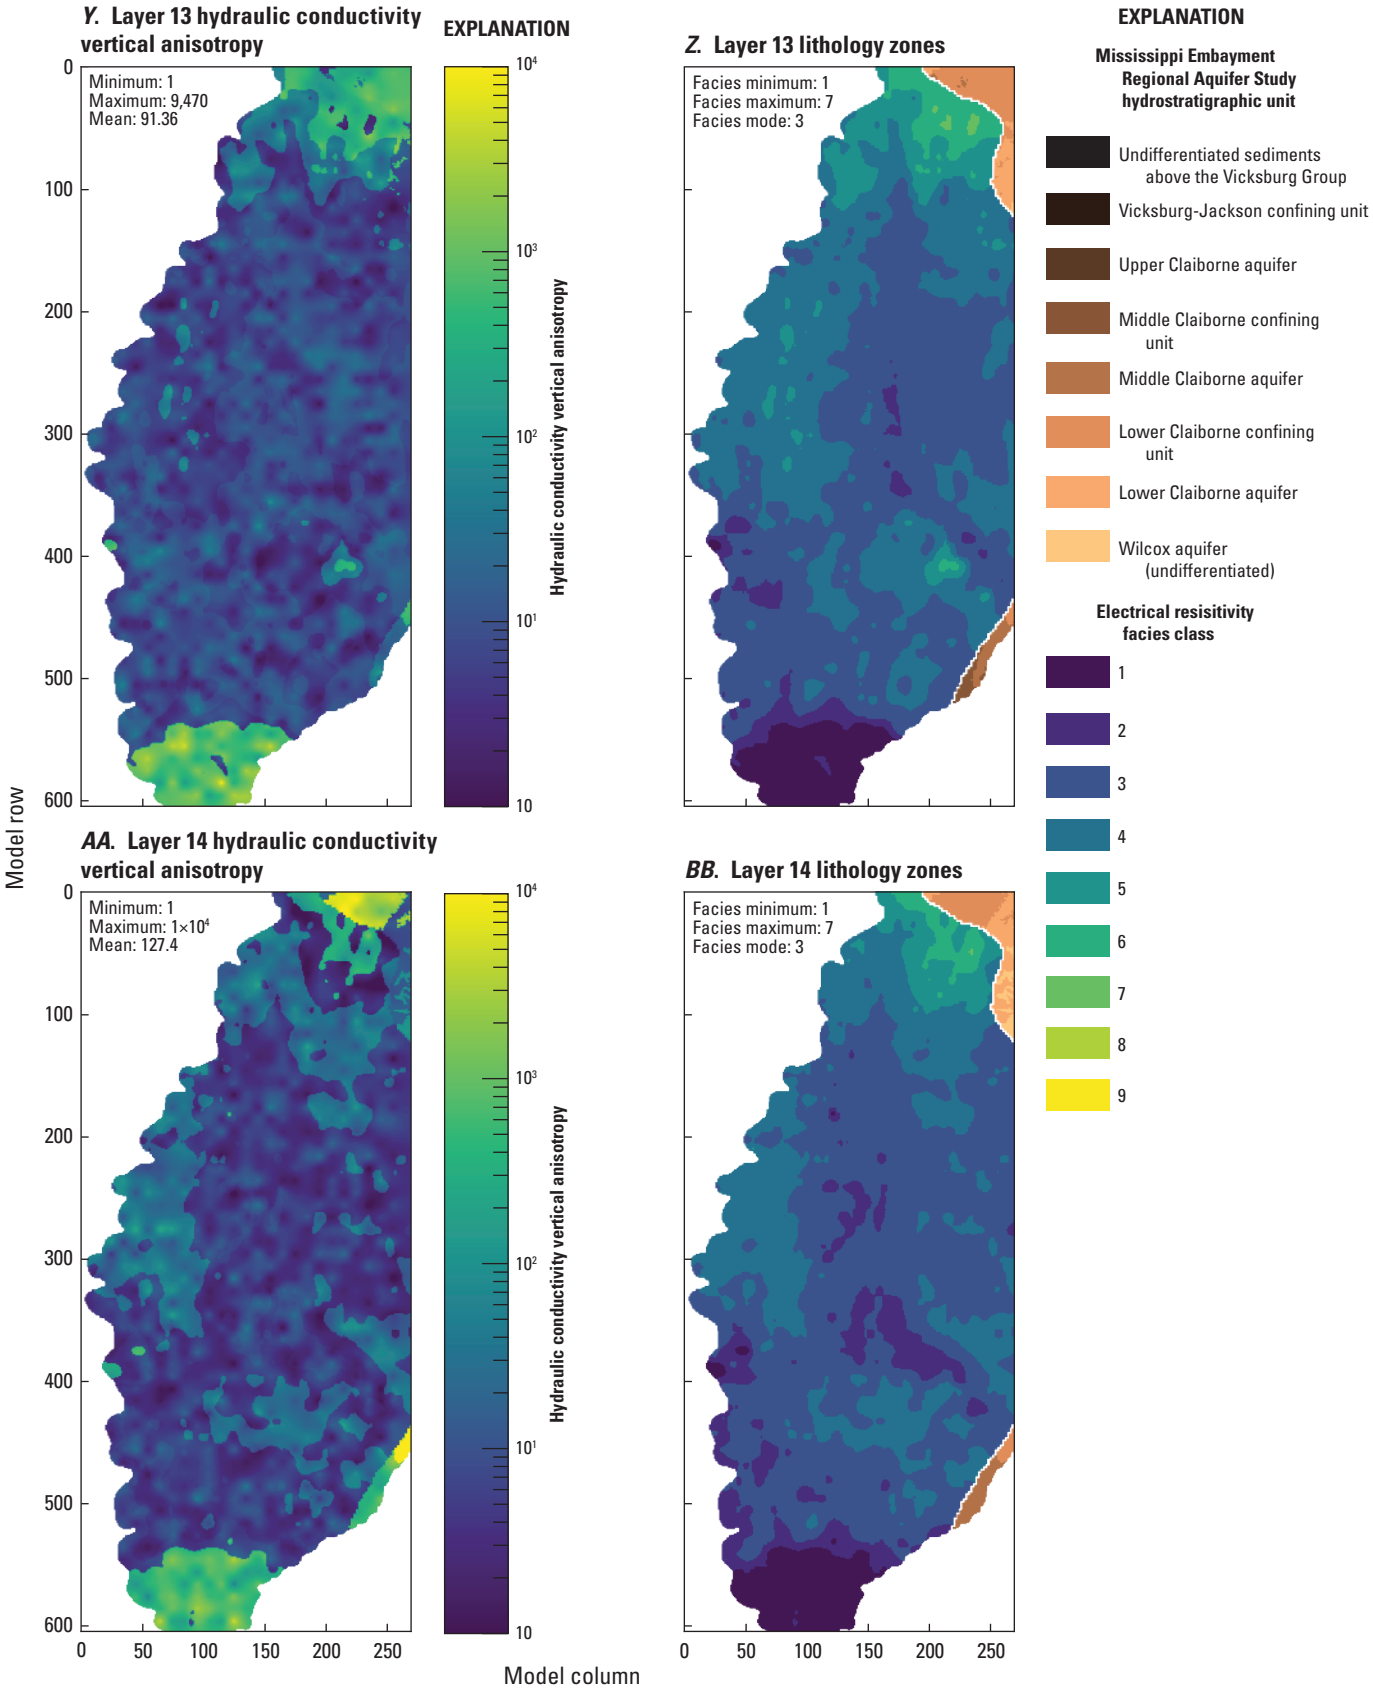 Y. Layer 13 hydraulic conductivity
vertical anisotropy
EXPLANATION
Minimum: 1
Maximum: 9,470
Mean: 91.36
0
100
200
300
400
500
600
10⁴
10³
10²
10¹
10
Hydraulic conductivity vertical anisotropy
Z. Layer 13 lithology zones
Facies minimum: 1
Facies maximum: 7
Facies mode: 3
AA. Layer 14 hydraulic conductivity
vertical anisotropy
Minimum: 1
Maximum: 1×10⁴
Mean: 127.4
0
100
200
300
400
500
600
0 50 100 150 200 250
10⁴
10³
10²
10¹
10
Hydraulic conductivity vertical anisotropy
BB. Layer 14 lithology zones
Facies minimum: 1
Facies maximum: 7
Facies mode: 3
0 50 100 150 200 250
Model row
Model column
EXPLANATION
Mississippi Embayment
Regional Aquifer Study
hydrostratigraphic unit
Undifferentiated sediments
above the Vicksburg Group
Vicksburg-Jackson confining unit
Upper Claiborne aquifer
Middle Claiborne confining
unit
Middle Claiborne aquifer
Lower Claiborne confining
unit
Lower Claiborne aquifer
Wilcox aquifer
(undifferentiated)
Electrical resisitivity
facies class
1
2
3
4
5
6
7
8
9